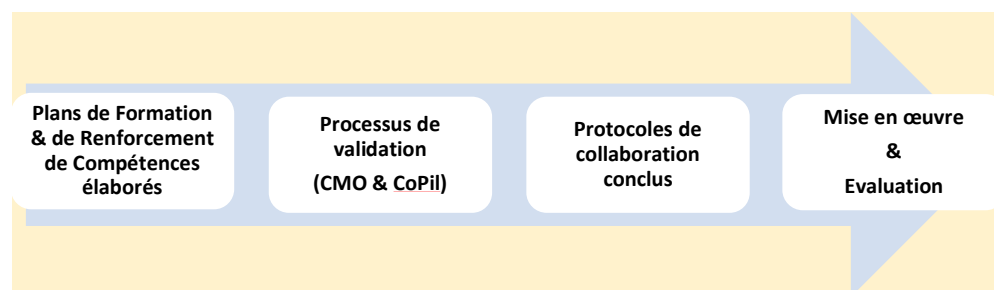 Plans de Formation
& de Renforcement
de Compétences
élaborés
Processus de
validation
(CMO & CoPil)
Protocoles de
collaboration
conclus
Mise en œuvre
&
Evaluation